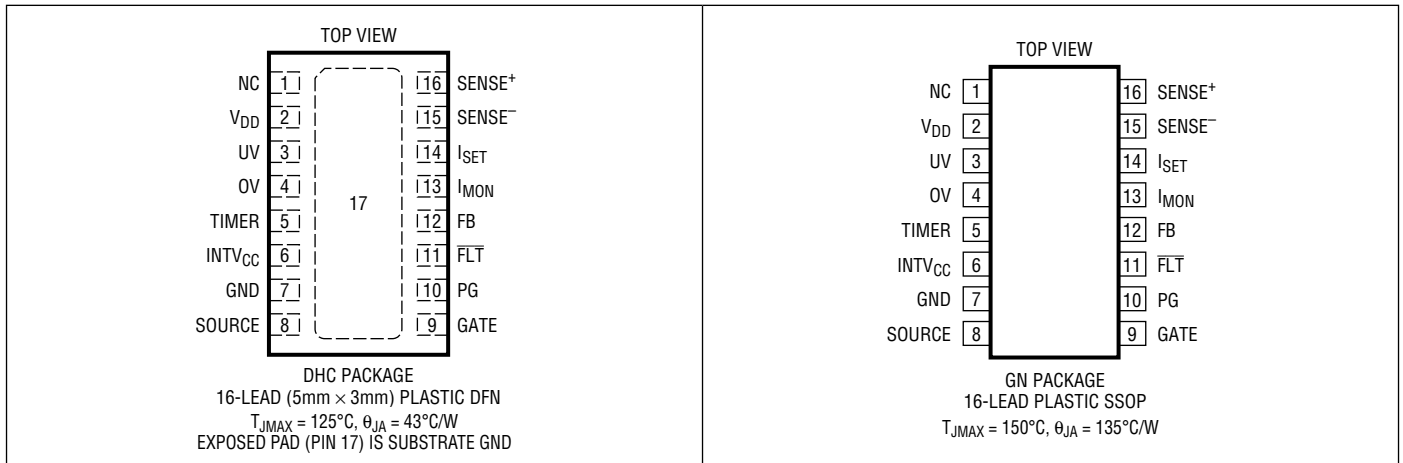 TOP VIEW
NC 1 16 SENSE+
VDD 2 15 SENSE–
UV 3 14 ISET
OV 4 13 IMON
17
TIMER 5 12 FB
INTVCC 6 11 FLT
GND 7 10 PG
SOURCE 8 9 GATE
DHC PACKAGE
16-LEAD (5mm × 3mm) PLASTIC DFN
TJMAX = 125°C, θJA = 43°C/W
EXPOSED PAD (PIN 17) IS SUBSTRATE GND
TOP VIEW
NC 1 16 SENSE+
VDD 2 15 SENSE–
UV 3 14 ISET
OV 4 13 IMON
TIMER 5 12 FB
INTVCC 6 11 FLT
GND 7 10 PG
SOURCE 8 9 GATE
GN PACKAGE
16-LEAD PLASTIC SSOP
TJMAX = 150°C, θJA = 135°C/W